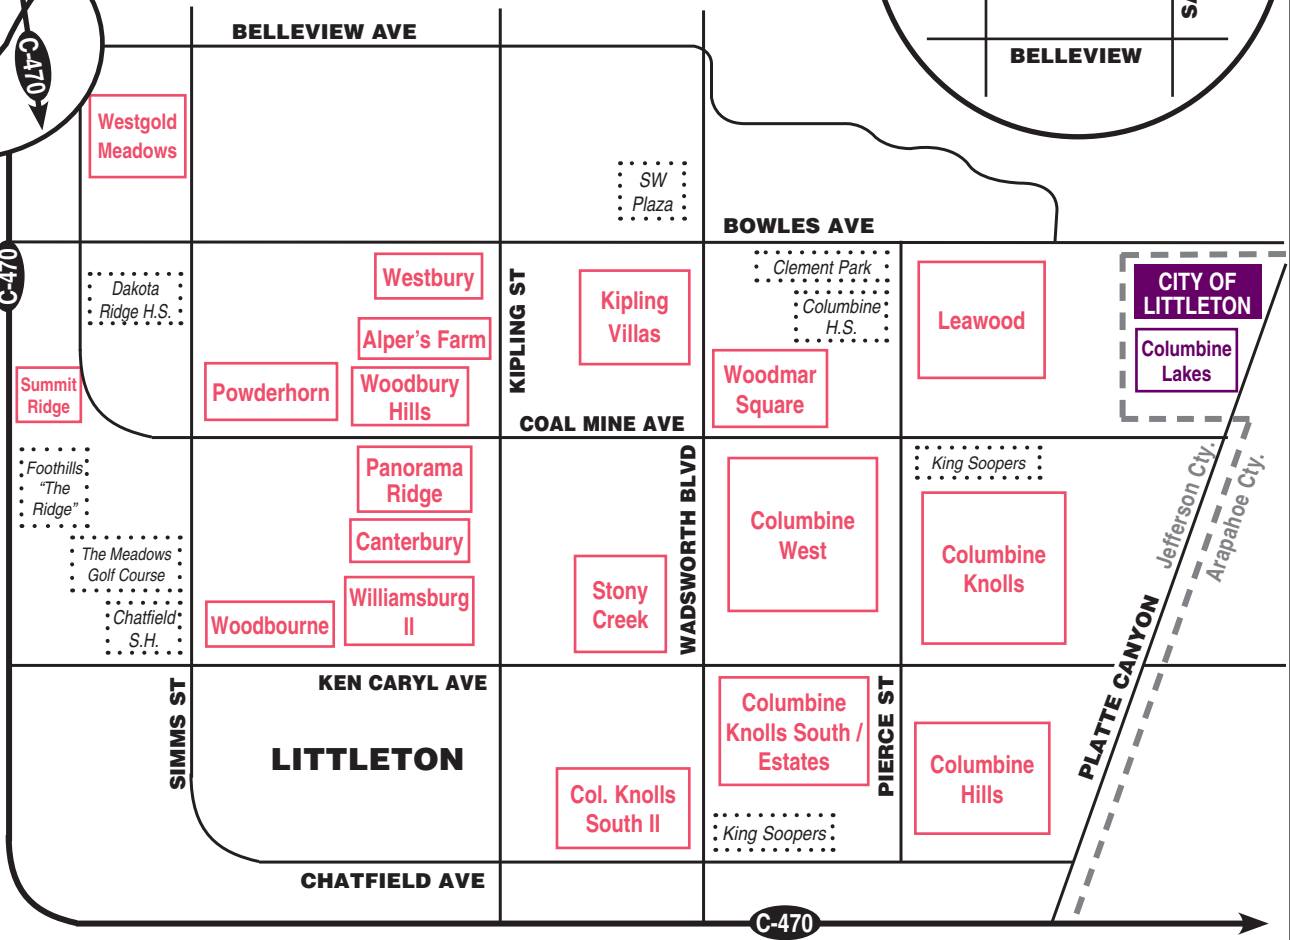 BELLEVIEW AVE
C-470
WS
BELLEVIEW
Westgold
Meadows
SW
Plaza
BOWLES AVE
C-470
Dakota
Ridge H.S.
Westbury
KIPLING ST
Kipling
Villas
Clement Park
Columbine
H.S.
Leawood
CITY OF
LITTLETON
Columbine
Lakes
Alper's Farm
Summit
Ridge
Powderhorn
Woodbury
Hills
Woodmar
Square
COAL MINE AVE
Foothills
“The
Ridge”
Panorama
Ridge
WADSWORTH BLVD
Columbine
West
King Soopers
Jefferson Cty.
Arapahoe Cty.
The Meadows
Golf Course
Canterbury
Columbine
Knolls
Chatfield
S.H.
Woodbourne
Williamsburg
II
Stony
Creek
KEN CARYL AVE
SIMMS ST
LITTLETON
Columbine
Knolls South /
Estates
PIERCE ST
Columbine
Hills
PLATTE CANYON
Col. Knolls
South II
King Soopers
CHATFIELD AVE
C-470